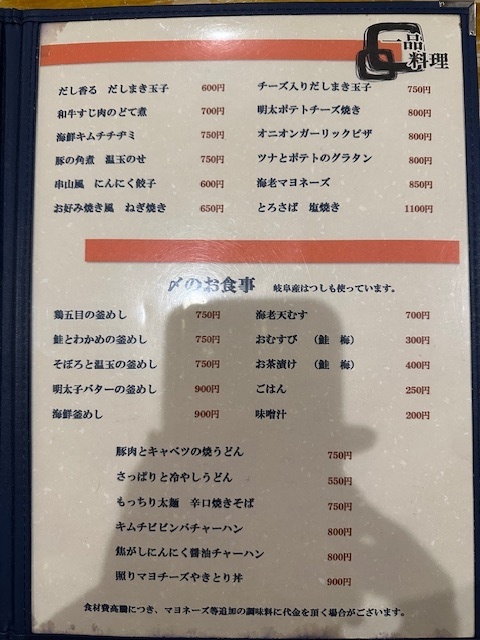 一品料理
だし香る　だしまき玉子　600円
和牛すじ肉のどて煮　700円
海鮮キムチチヂミ　750円
豚の角煮　温玉のせ　750円
串山風　にんにく餃子　600円
お好み焼き風　ねぎ焼き　650円
チーズ入りだしまき玉子　750円
明太ポテトチーズ焼き　800円
オニオンガーリックピザ　800円
ツナとポテトのグラタン　800円
海老マヨネーズ　850円
とろさば　塩焼き　1100円
〆のお食事　岐阜産はつしも使っています。
鶏五目の釜めし　750円
鮭とわかめの釜めし　750円
そぼろと温玉の釜めし　750円
明太子バターの釜めし　900円
海鮮釜めし　900円
海老天むす　700円
おむすび　（鮭　梅）　300円
お茶漬け　（鮭　梅）　400円
ごはん　250円
味噌汁　200円
豚肉とキャベツの焼うどん　750円
さっぱりと冷やしうどん　550円
もっちり太麺　辛口焼きそば　750円
キムチビビンバチャーハン　800円
焦がしにんにく醤油チャーハン　800円
照りマヨチーズやきとり丼　900円
食材費高騰につき、マヨネーズ等追加の調味料に代金を頂く場合がございます。